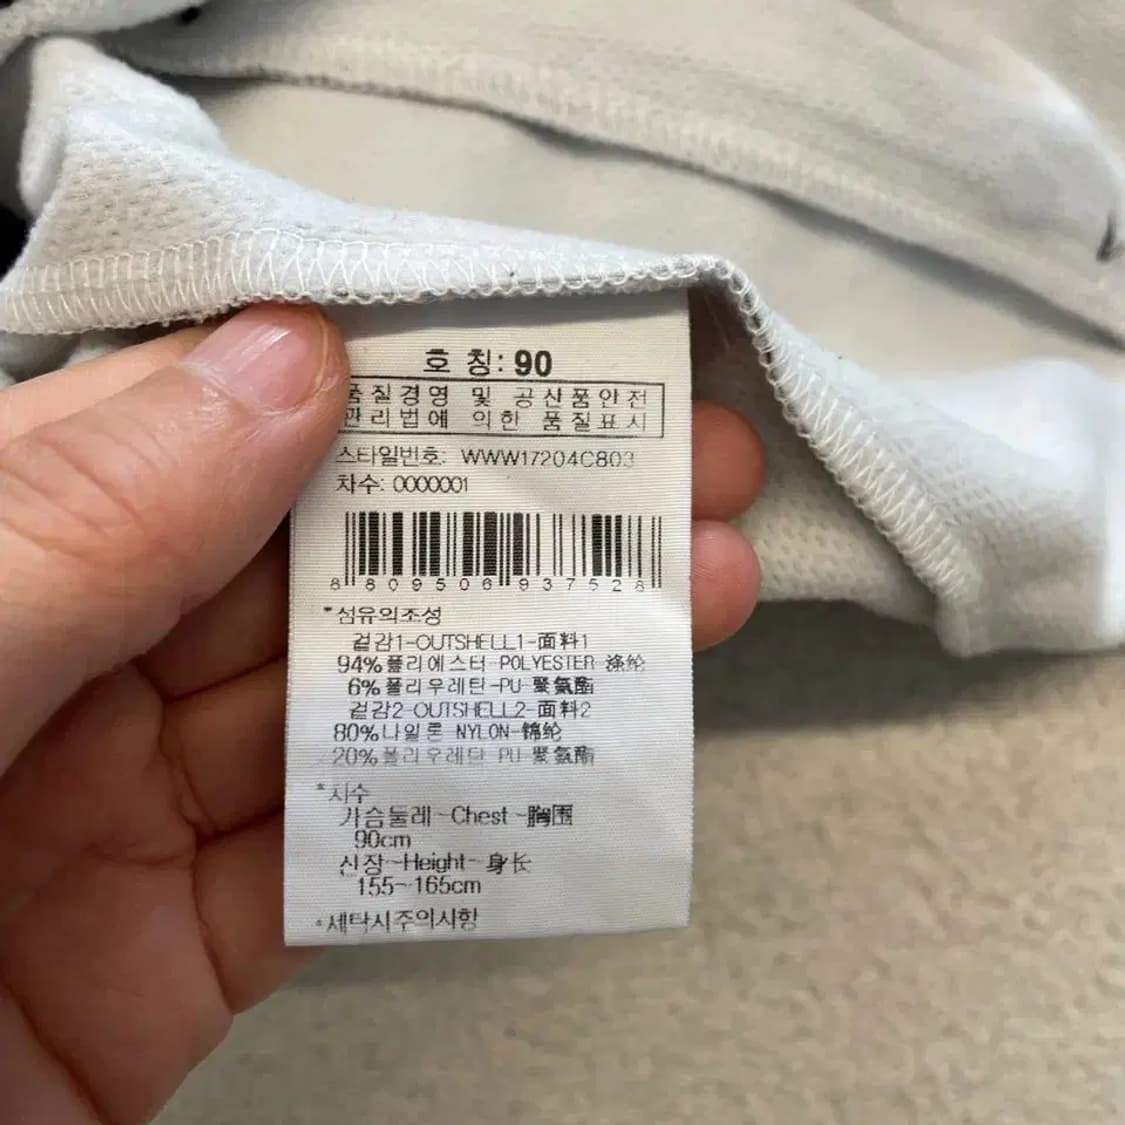 호 칭: 90
품질경영 및 공산품안전
관리법에 의한 품질표시
스타일번호: WWW17204C803
차수: 0000001
8 809506 937528
*섬유의조성
겉감1-OUTSHELL1-面料1
94%폴리에스터-POLYESTER 涤纶
6%폴리우레탄-PU-聚氨酯
겉감2-OUTSHELL2-面料2
80%나일론 NYLON-锦纶
20%폴리우레탄 PU 聚氨酯
*치수
가슴둘레-Chest-胸围
90cm
신장-Height-身长
155~165cm
*세탁시주의사항